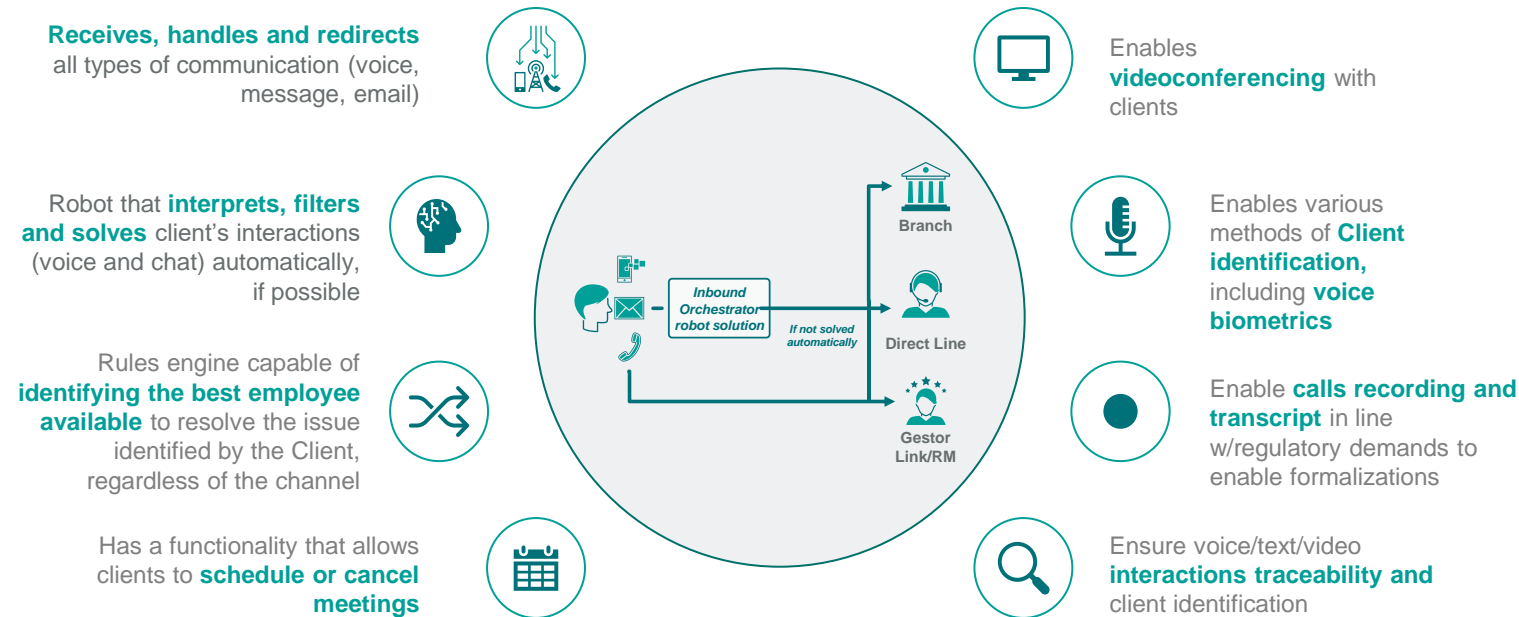 Receives, handles and redirects
all types of communication (voice,
message, email)
Robot that interprets, filters
and solves client's interactions
(voice and chat) automatically,
if possible
Rules engine capable of
identifying the best employee
available to resolve the issue
identified by the Client,
regardless of the channel
Has a functionality that allows
clients to schedule or cancel
meetings
Inbound
Orchestrator
robot solution
If not solved
automatically
Branch
Direct Line
Gestor
Link/RM
Enables
videoconferencing with
clients
Enables various
methods of Client
identification,
including voice
biometrics
Enable calls recording and
transcript in line
w/regulatory demands to
enable formalizations
Ensure voice/text/video
interactions traceability and
client identification